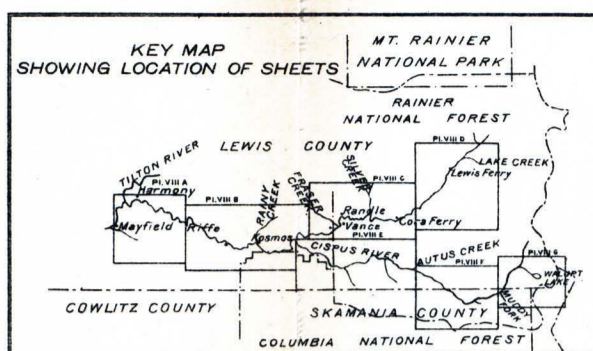 KEY MAP
SHOWING LOCATION OF SHEETS
MT. RAINIER
NATIONAL PARK
RAINIER
NATIONAL FOREST
LEWIS COUNTY
PL.VIII D
LAKE CREEK
Lewis Ferry
TILTON RIVER
PL.VIII A
Harmony
PL.VIII B
RAINY CREEK
FRASER CREEK
SILVER CREEK
PL.VIII C
Mayfield
Riffe
Kosmos
Randle
Vance
Cora Ferry
PL.VIII E
CISPUS RIVER
PL.VIII F
PL.VIII G
WALUPT LAKE
MUDDY FORK
COWLITZ COUNTY
SKAMANIA COUNTY
COLUMBIA NATIONAL FOREST